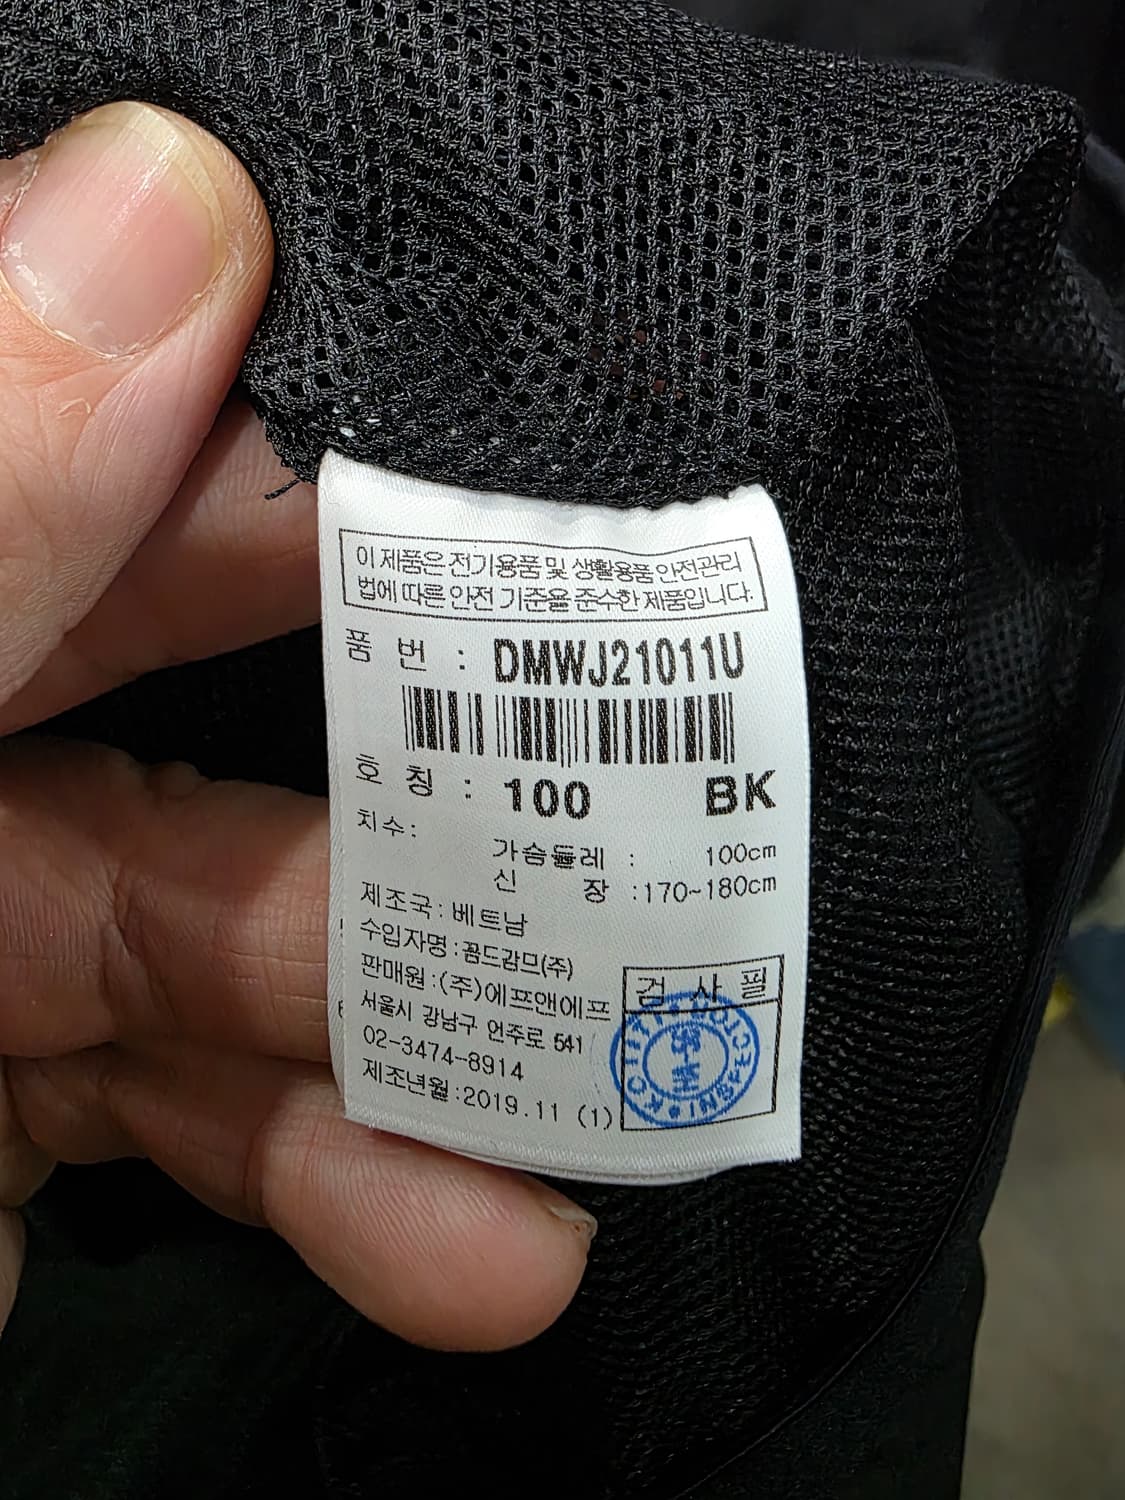 이 제품은 전기용품 및 생활용품 안전관리
법에 따른 안전 기준을 준수한 제품입니다.
품 번 : DMWJ21011U
호 칭 : 100 BK
치수:
가슴둘레 : 100cm
신 장 :170~180cm
제조국:베트남
수입자명:꼼드감므(주)
판매원:(주)에프앤에프
서울시 강남구 언주로 541
02-3474-8914
제조년월:2019.11 (1)
검 사 필
INSPECTION